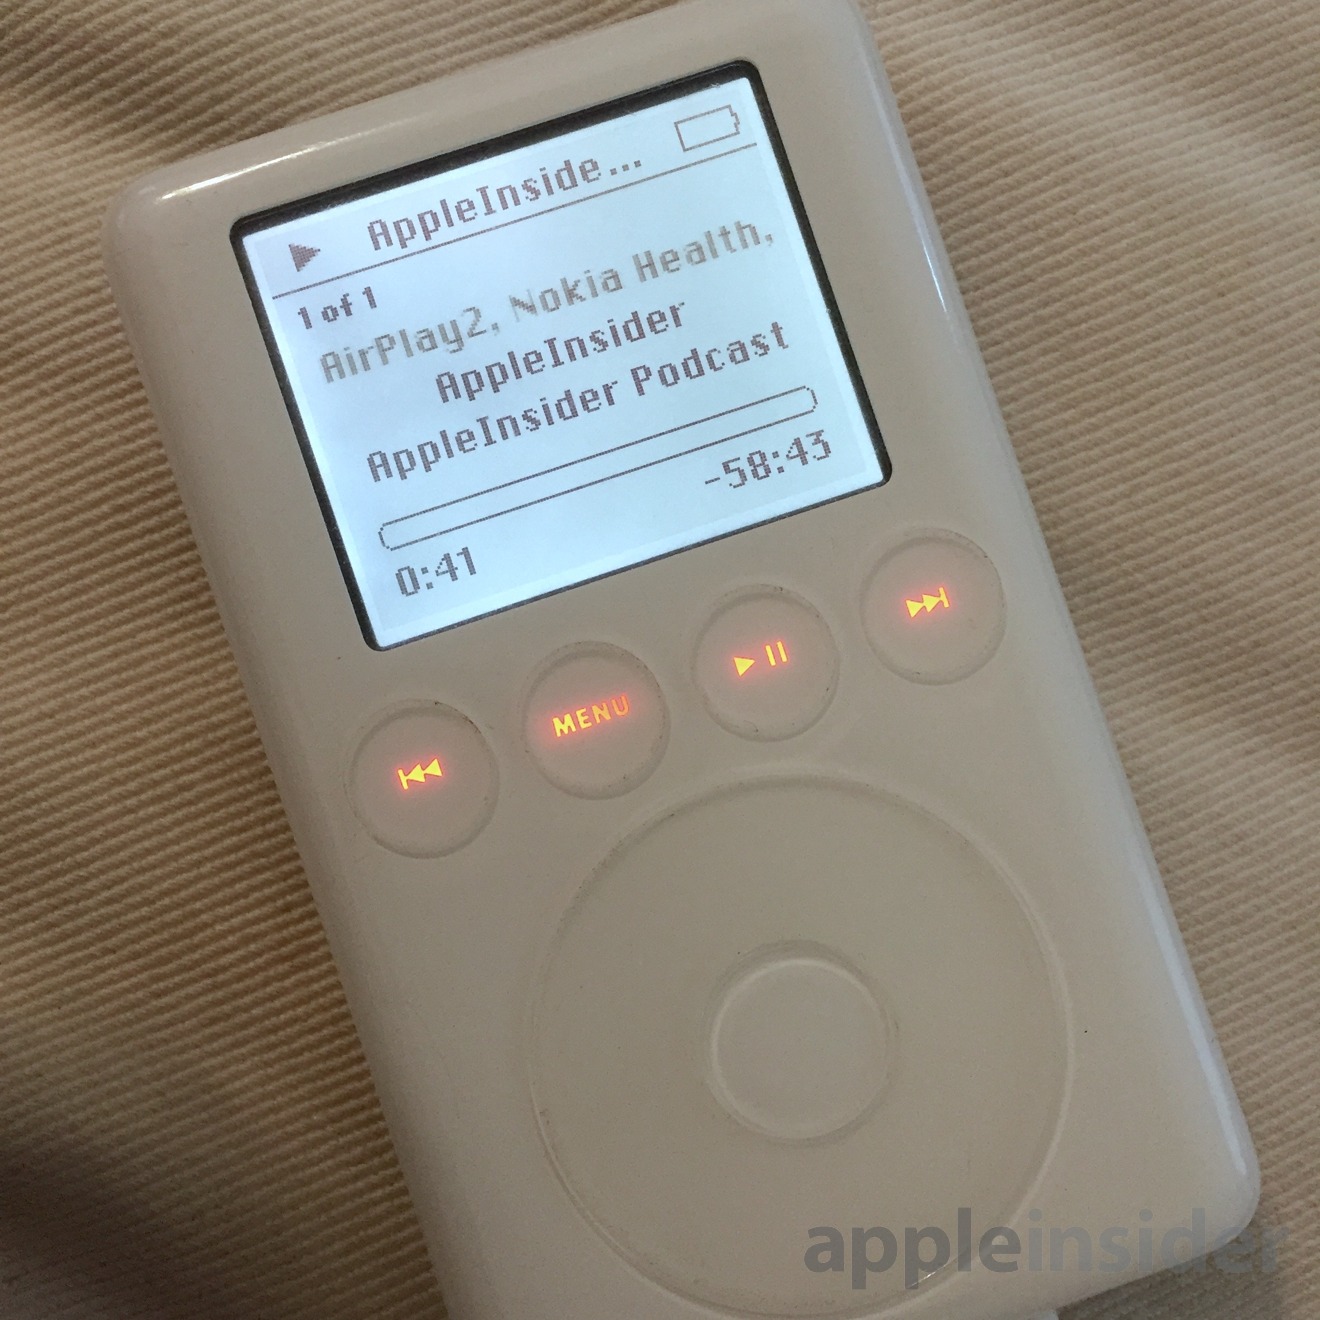 AppleInside...
1 of 1
AirPlay2, Nokia Health,
AppleInsider
AppleInsider Podcast
0:41 -58:43
MENU
appleinsider